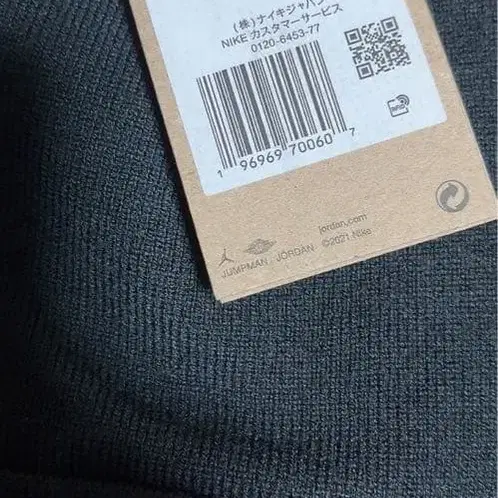 (株)ナイキジャパン
NIKE カスタマーサービス
0120-6453-77
1 96969 70060 7
jordan.com
©2021 Nike
JUMPMAN JORDAN
RFID